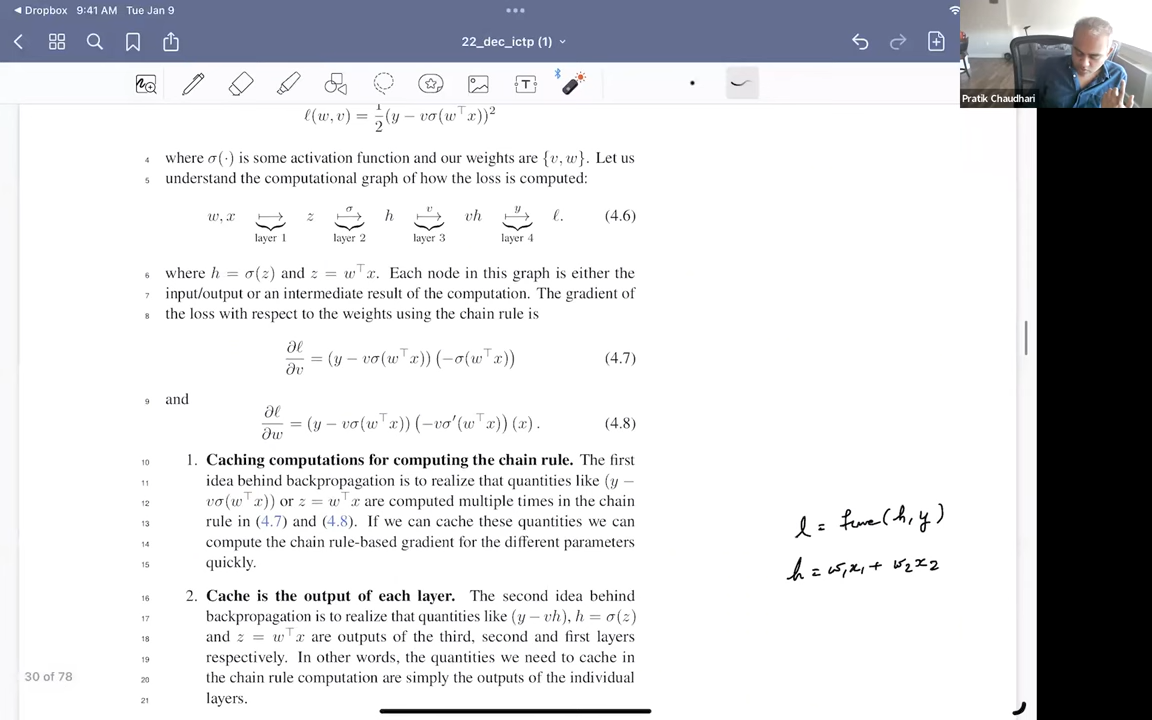 Dropbox 9:41 AM Tue Jan 9
22_dec_ictp (1)
Pratik Chaudhari
ℓ(w, v) = 1/2 (y − vσ(w⊤x))²
4 where σ(·) is some activation function and our weights are {v, w}. Let us
5 understand the computational graph of how the loss is computed:
w, x ⟼ z σ⟼ h v⟼ vh y⟼ ℓ. (4.6)
layer 1 layer 2 layer 3 layer 4
6 where h = σ(z) and z = w⊤x. Each node in this graph is either the
7 input/output or an intermediate result of the computation. The gradient of
8 the loss with respect to the weights using the chain rule is
∂ℓ/∂v = (y − vσ(w⊤x)) (−σ(w⊤x)) (4.7)
9 and
∂ℓ/∂w = (y − vσ(w⊤x)) (−vσ′(w⊤x)) (x). (4.8)
10 1. Caching computations for computing the chain rule. The first
11 idea behind backpropagation is to realize that quantities like (y −
12 vσ(w⊤x)) or z = w⊤x are computed multiple times in the chain
13 rule in (4.7) and (4.8). If we can cache these quantities we can
14 compute the chain rule-based gradient for the different parameters
15 quickly.
ℓ = func(h, y)
h = w₁x₁ + w₂x₂
16 2. Cache is the output of each layer. The second idea behind
17 backpropagation is to realize that quantities like (y − vh), h = σ(z)
18 and z = w⊤x are outputs of the third, second and first layers
19 respectively. In other words, the quantities we need to cache in
20 the chain rule computation are simply the outputs of the individual
21 layers.
30 of 78